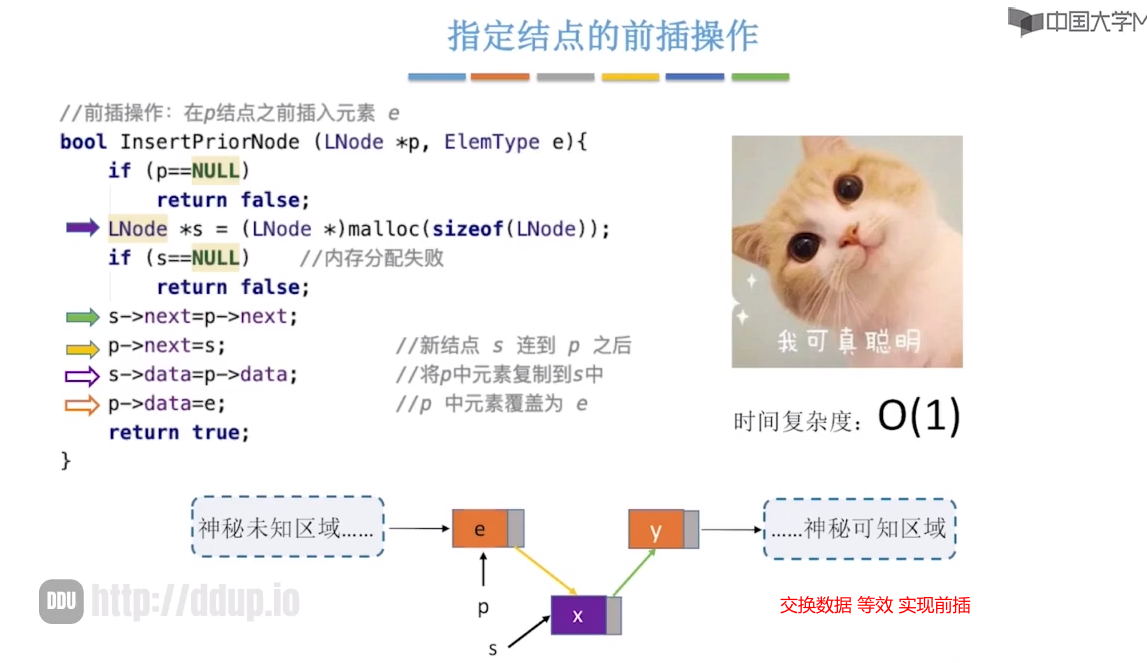 中国大学M
指定结点的前插操作
//前插操作：在p结点之前插入元素 e
bool InsertPriorNode (LNode *p, ElemType e){
if (p==NULL)
return false;
LNode *s = (LNode *)malloc(sizeof(LNode));
if (s==NULL) //内存分配失败
return false;
s->next=p->next;
p->next=s; //新结点 s 连到 p 之后
s->data=p->data; //将p中元素复制到s中
p->data=e; //p 中元素覆盖为 e
return true;
}
我可真聪明
时间复杂度：O(1)
神秘未知区域…… e y ……神秘可知区域
DDU http://ddup.io
p
x
s
交换数据 等效 实现前插